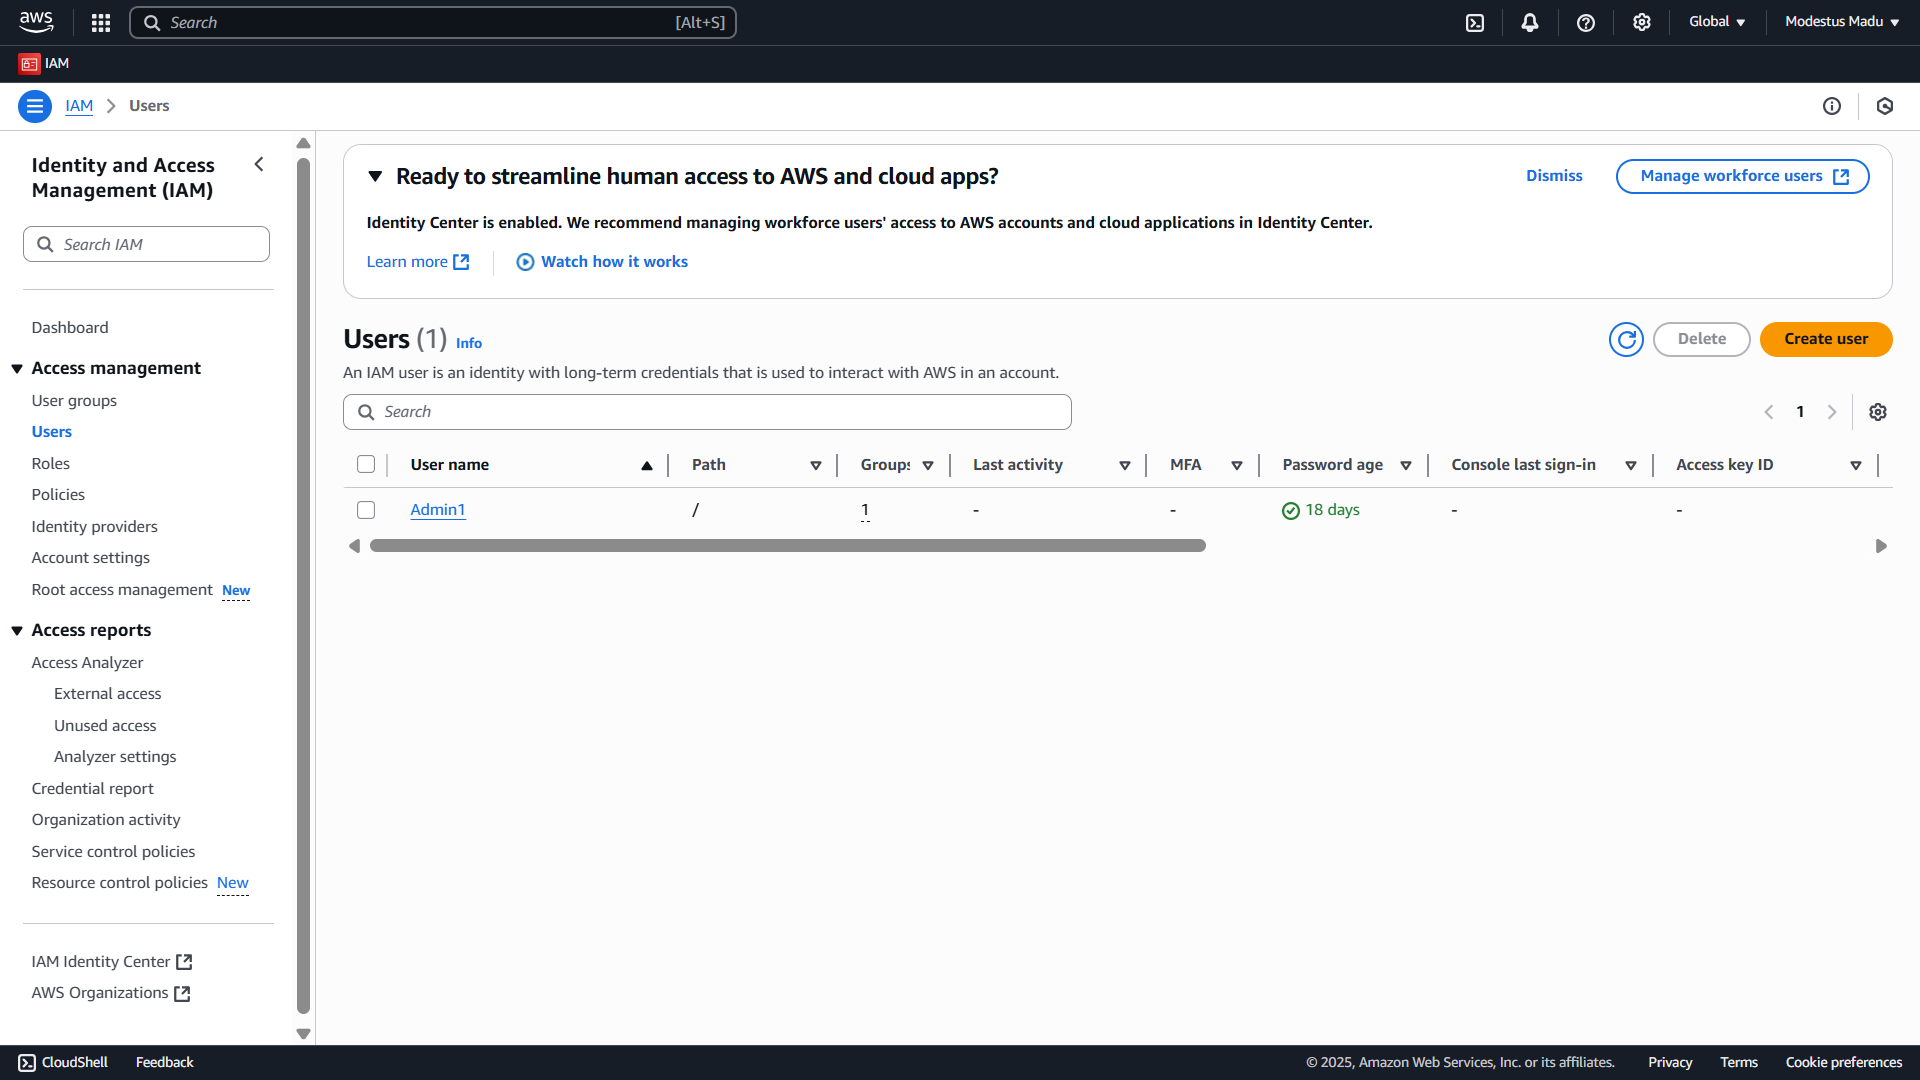 aws
Search [Alt+S]
Global
Modestus Madu
IAM
IAM Users
Identity and Access
Management (IAM)
Search IAM
Dashboard
Access management
User groups
Users
Roles
Policies
Identity providers
Account settings
Root access management New
Access reports
Access Analyzer
External access
Unused access
Analyzer settings
Credential report
Organization activity
Service control policies
Resource control policies New
IAM Identity Center
AWS Organizations
Ready to streamline human access to AWS and cloud apps?
Dismiss
Manage workforce users
Identity Center is enabled. We recommend managing workforce users' access to AWS accounts and cloud applications in Identity Center.
Learn more
Watch how it works
Users (1) Info
Delete
Create user
An IAM user is an identity with long-term credentials that is used to interact with AWS in an account.
Search
1
User name Path Groups Last activity MFA Password age Console last sign-in Access key ID
Admin1 / 1 - - 18 days - -
CloudShell Feedback
© 2025, Amazon Web Services, Inc. or its affiliates. Privacy Terms Cookie preferences